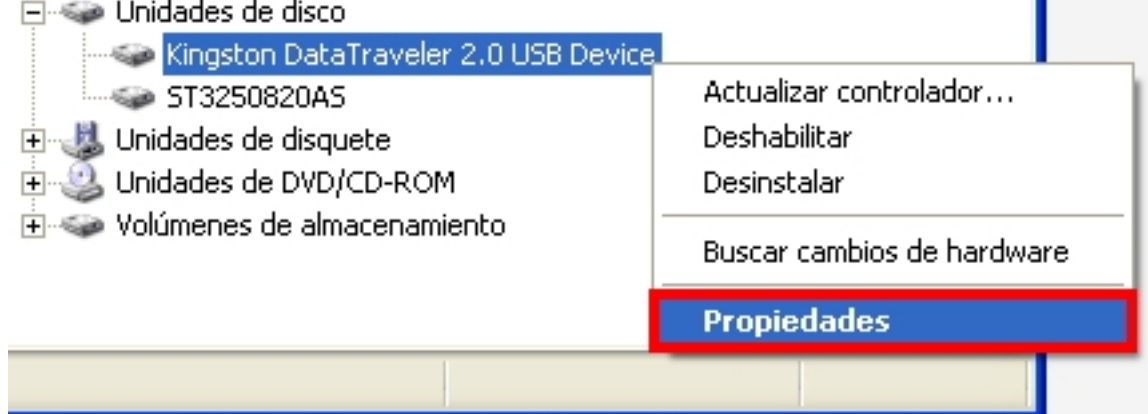 Unidades de disco
Kingston DataTraveler 2.0 USB Device
ST3250820AS
Unidades de disquete
Unidades de DVD/CD-ROM
Volúmenes de almacenamiento
Actualizar controlador...
Deshabilitar
Desinstalar
Buscar cambios de hardware
Propiedades